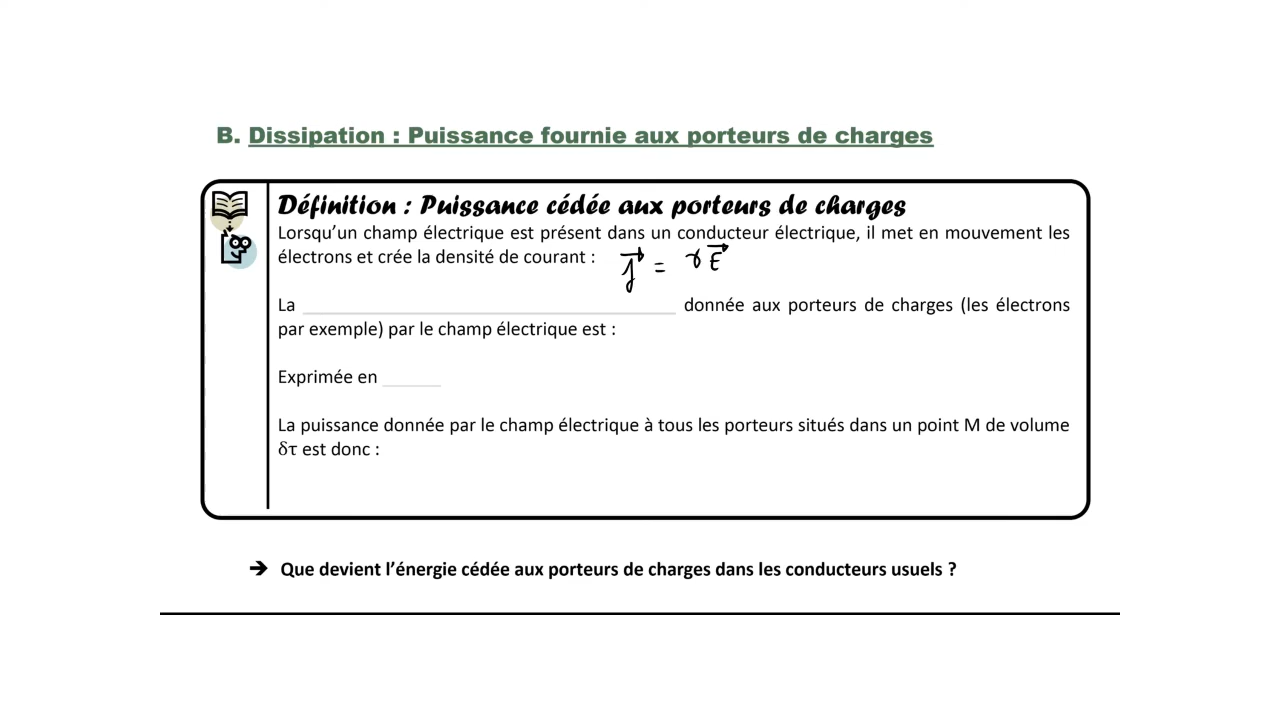 B. Dissipation : Puissance fournie aux porteurs de charges
Définition : Puissance cédée aux porteurs de charges
Lorsqu’un champ électrique est présent dans un conducteur électrique, il met en mouvement les
électrons et crée la densité de courant : j⃗ = γE⃗
La ______ donnée aux porteurs de charges (les électrons
par exemple) par le champ électrique est :
Exprimée en ______
La puissance donnée par le champ électrique à tous les porteurs situés dans un point M de volume
δτ est donc :
➔ Que devient l’énergie cédée aux porteurs de charges dans les conducteurs usuels ?